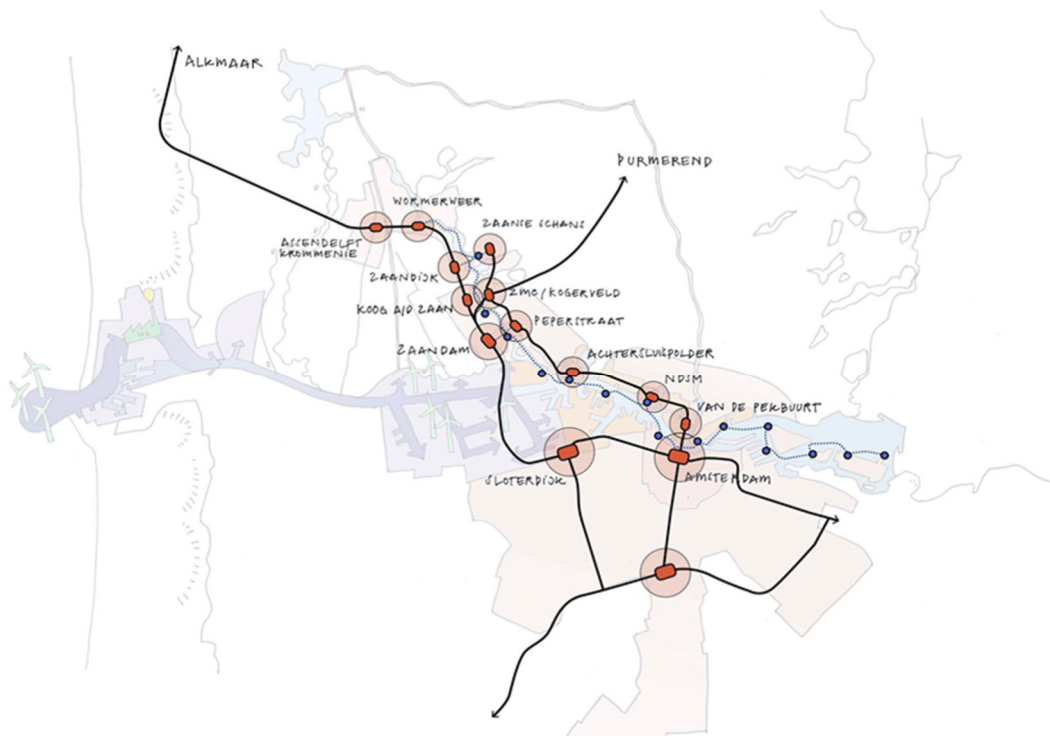 ALKMAAR
PURMEREND
WORMERVEER
ZAANSE SCHANS
ASSENDELFT
KROMMENIE
ZAANDIJK
ZMC/KOGERVELD
KOOG A/D ZAAN
PEPERSTRAAT
ZAANDAM
ACHTERSLUISPOLDER
NDSM
VAN DE PEKBUURT
SLOTERDIJK
AMSTERDAM